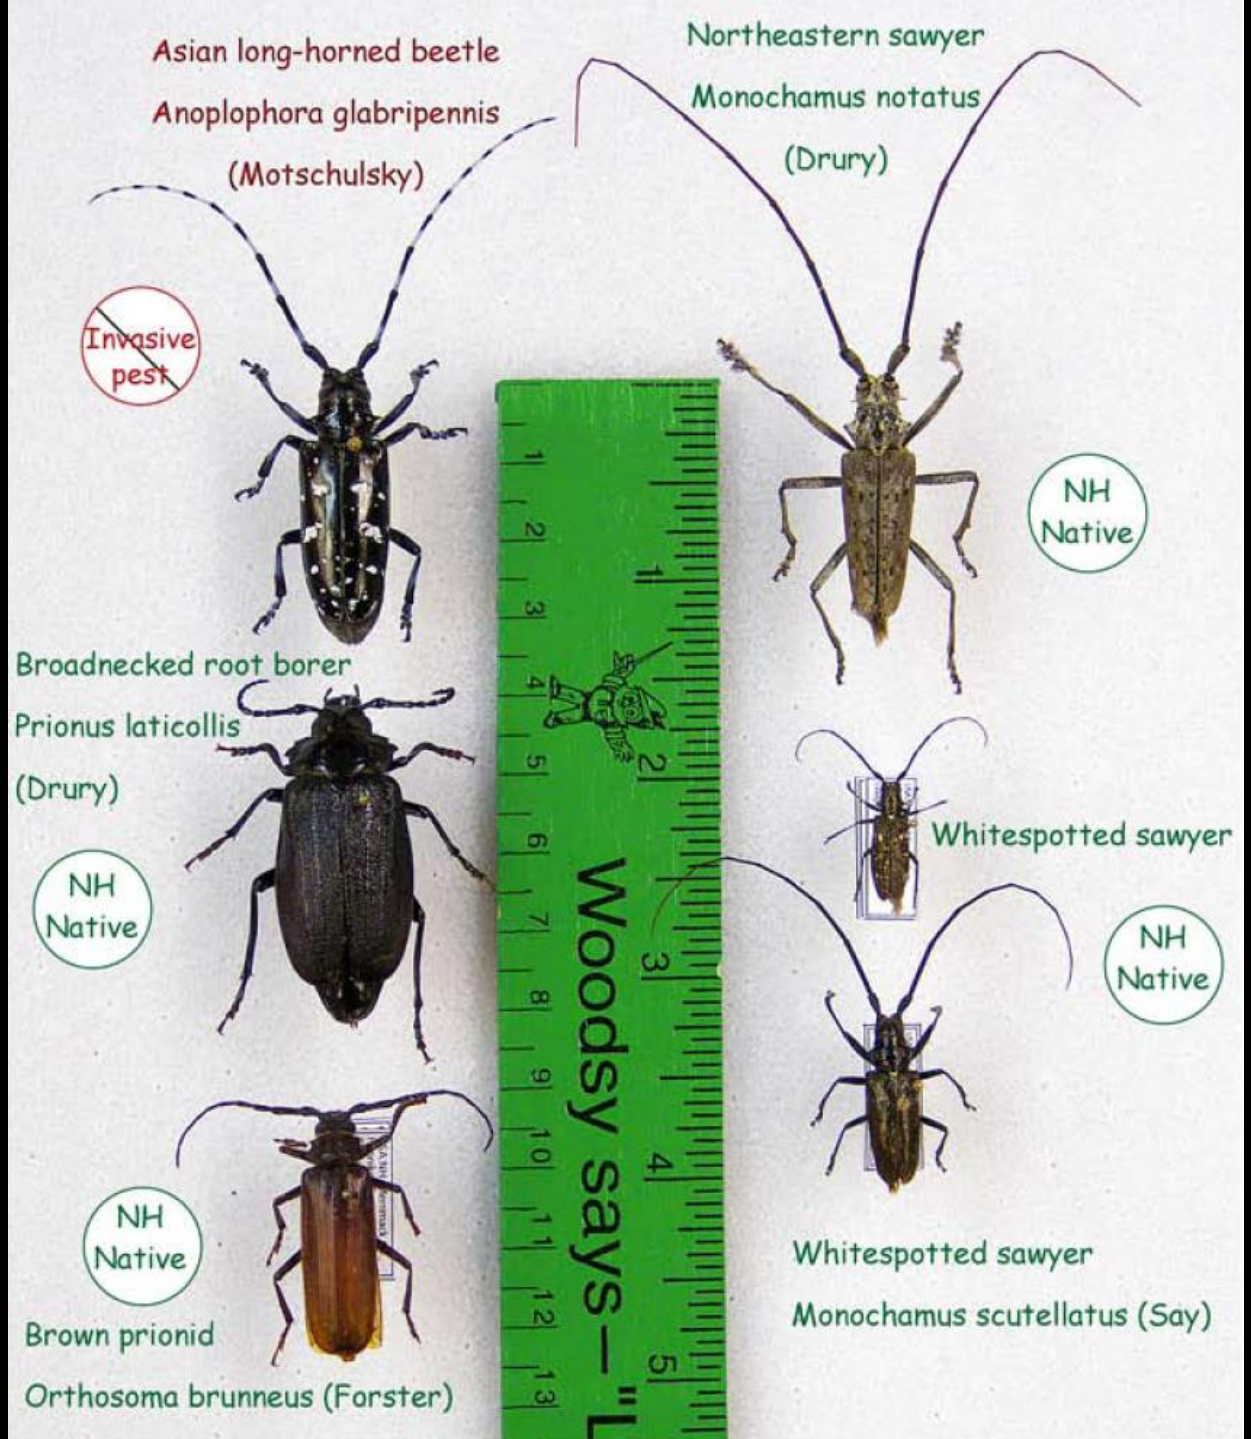 Asian long-horned beetle
Anoplophora glabripennis
(Motschulsky)
Northeastern sawyer
Monochamus notatus
(Drury)
Invasive
pest
NH
Native
Broadnecked root borer
Prionus laticollis
(Drury)
NH
Native
Whitespotted sawyer
NH
Native
NH
Native
Brown prionid
Orthosoma brunneus (Forster)
Whitespotted sawyer
Monochamus scutellatus (Say)
1
2
3
4
5
6
7
8
9
10
11
12
13
Woodsy says—"L
1
2
3
4
5